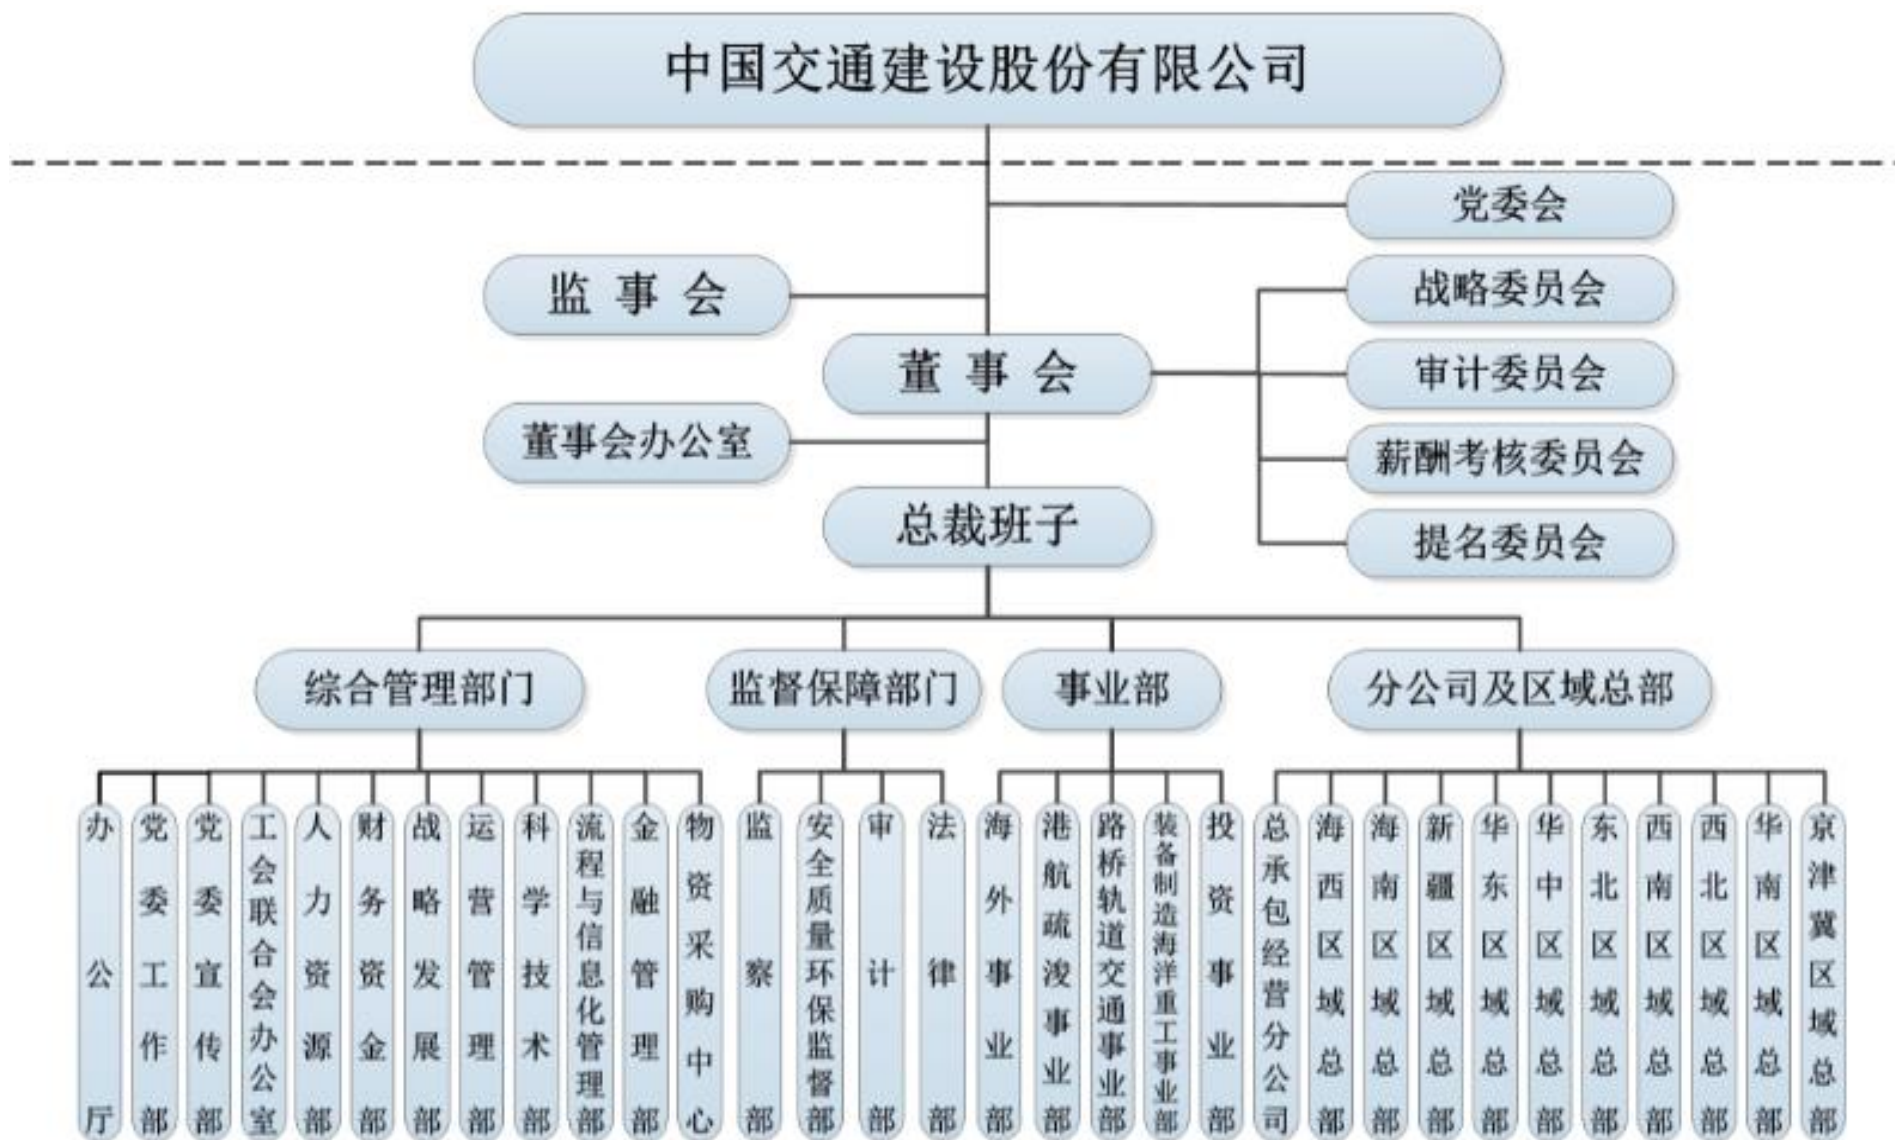 中国交通建设股份有限公司
党委会
监事会
战略委员会
董事会
审计委员会
董事会办公室
薪酬考核委员会
总裁班子
提名委员会
综合管理部门
监督保障部门
事业部
分公司及区域总部
办公厅
党委工作部
党委宣传部
工会联合会办公室
人力资源部
财务资金部
战略发展部
运营管理部
科学技术部
流程与信息化管理部
金融管理部
物资采购中心
监察部
安全质量环保监督部
审计部
法律部
海外事业部
港航疏浚事业部
路桥轨道交通事业部
装备制造海洋重工事业部
投资事业部
总承包经营分公司
海西区域总部
海南区域总部
新疆区域总部
华东区域总部
华中区域总部
东北区域总部
西南区域总部
西北区域总部
华南区域总部
京津冀区域总部